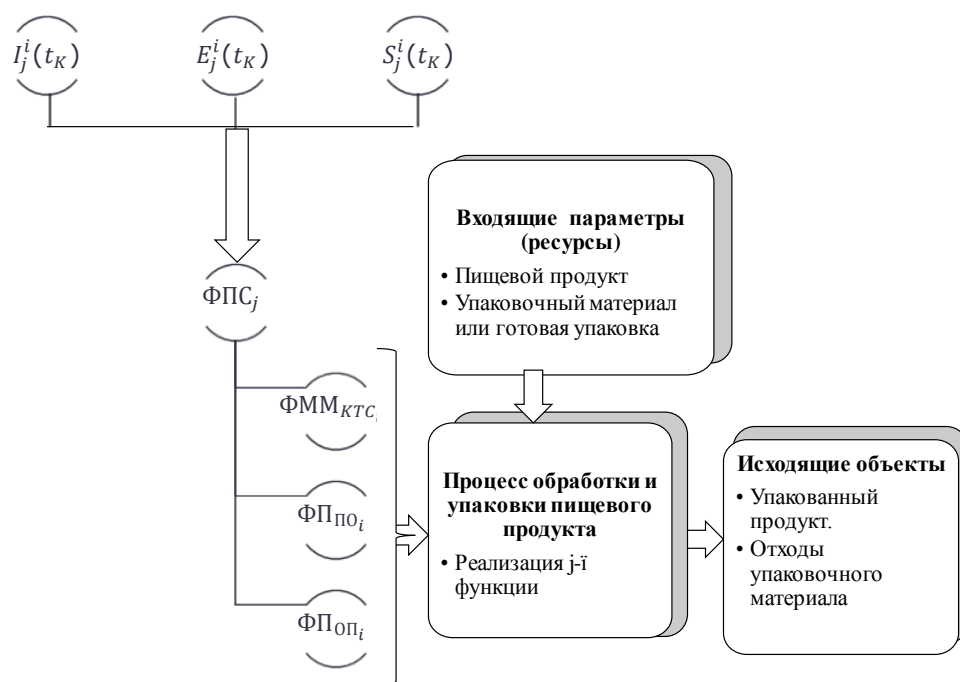 I_j^i(t_K) E_j^i(t_K) S_j^i(t_K)
Входящие параметры
(ресурсы)
• Пищевой продукт
• Упаковочный материал
или готовая упаковка
ФПС_j
ФММ_КТС_i
ФП_ПО_i
ФП_ОП_i
Процесс обработки и
упаковки пищевого
продукта
• Реализация j-ї
функции
Исходящие объекты
• Упакованный
продукт.
• Отходы
упаковочного
материала